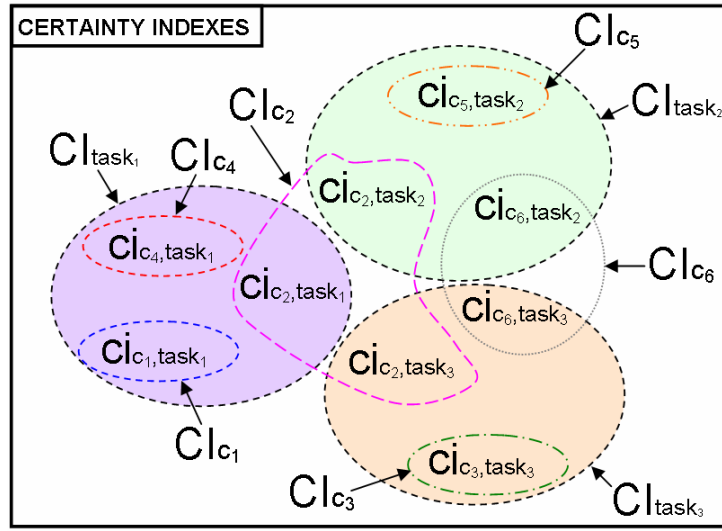 CERTAINTY INDEXES
CIc5
cic5,task2
CItask2
CIc2
CItask1
CIc4
cic2,task2
cic6,task2
cic4,task1
CIc6
cic2,task1
cic6,task3
cic1,task1
cic2,task3
CIc1
cic3,task3
CIc3
CItask3